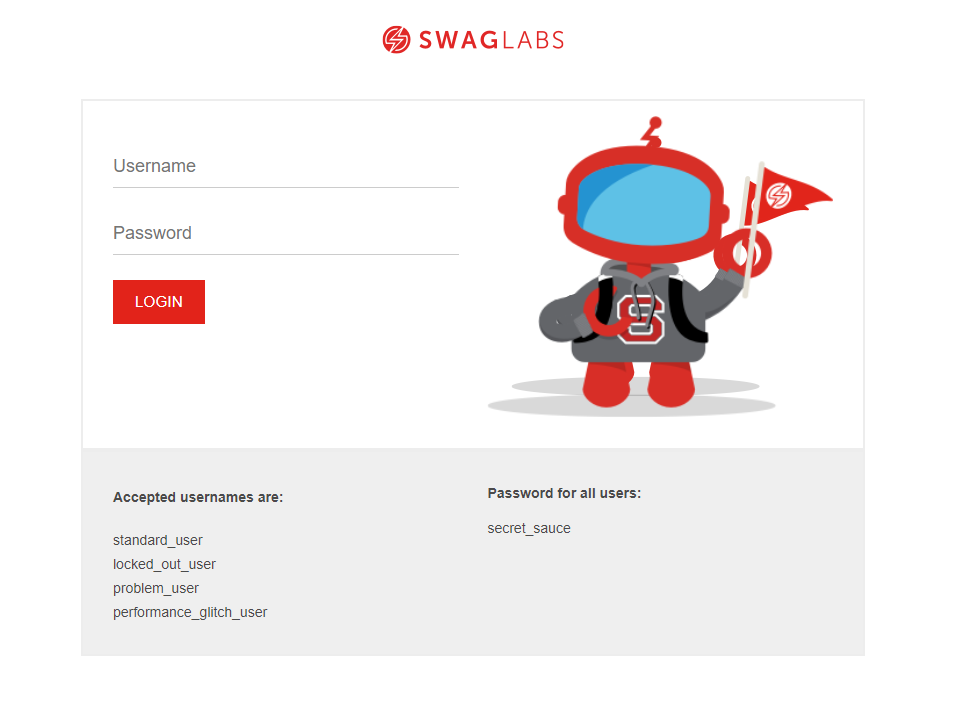 SWAGLABS
Username
Password
LOGIN
S
Accepted usernames are:
standard_user
locked_out_user
problem_user
performance_glitch_user
Password for all users:
secret_sauce